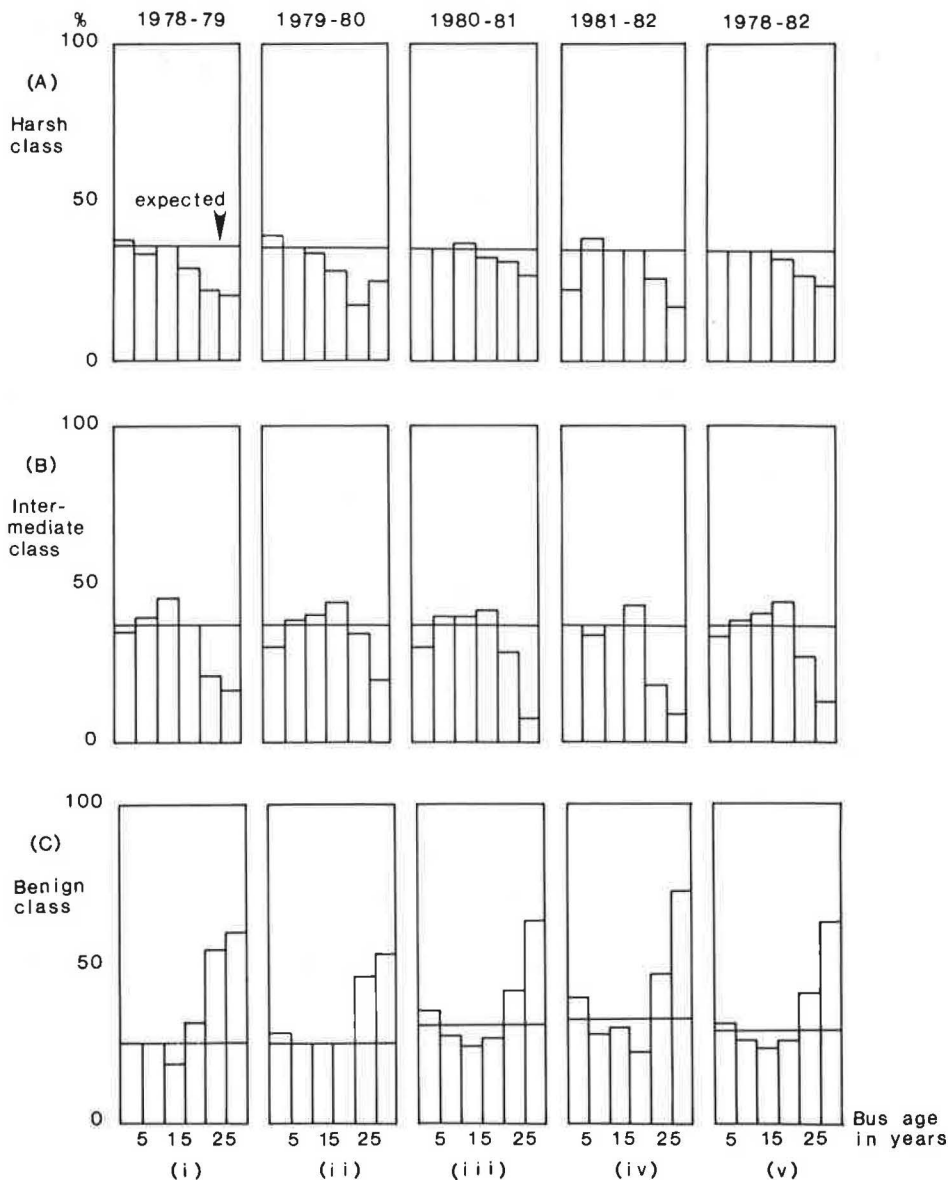 % 1978-79 1979-80 1980-81 1981-82 1978-82
100
(A)
Harsh
class
50
expected
0
100
(B)
Inter-
mediate
class
50
0
100
(C)
Benign
class
50
0
5 15 25 5 15 25 5 15 25 5 15 25 5 15 25
Bus age
in years
(i) (ii) (iii) (iv) (v)